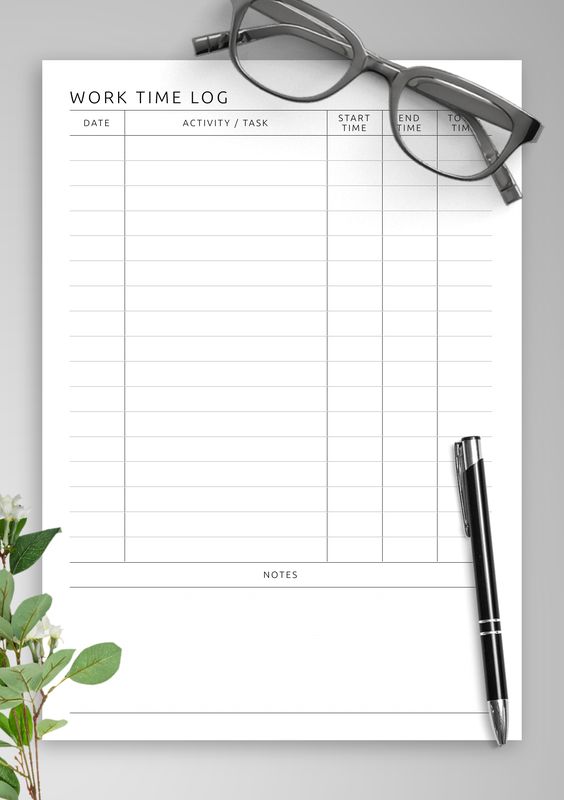 WORK TIME LOG
DATE
ACTIVITY / TASK
START
TIME
END
TIME
NOTES